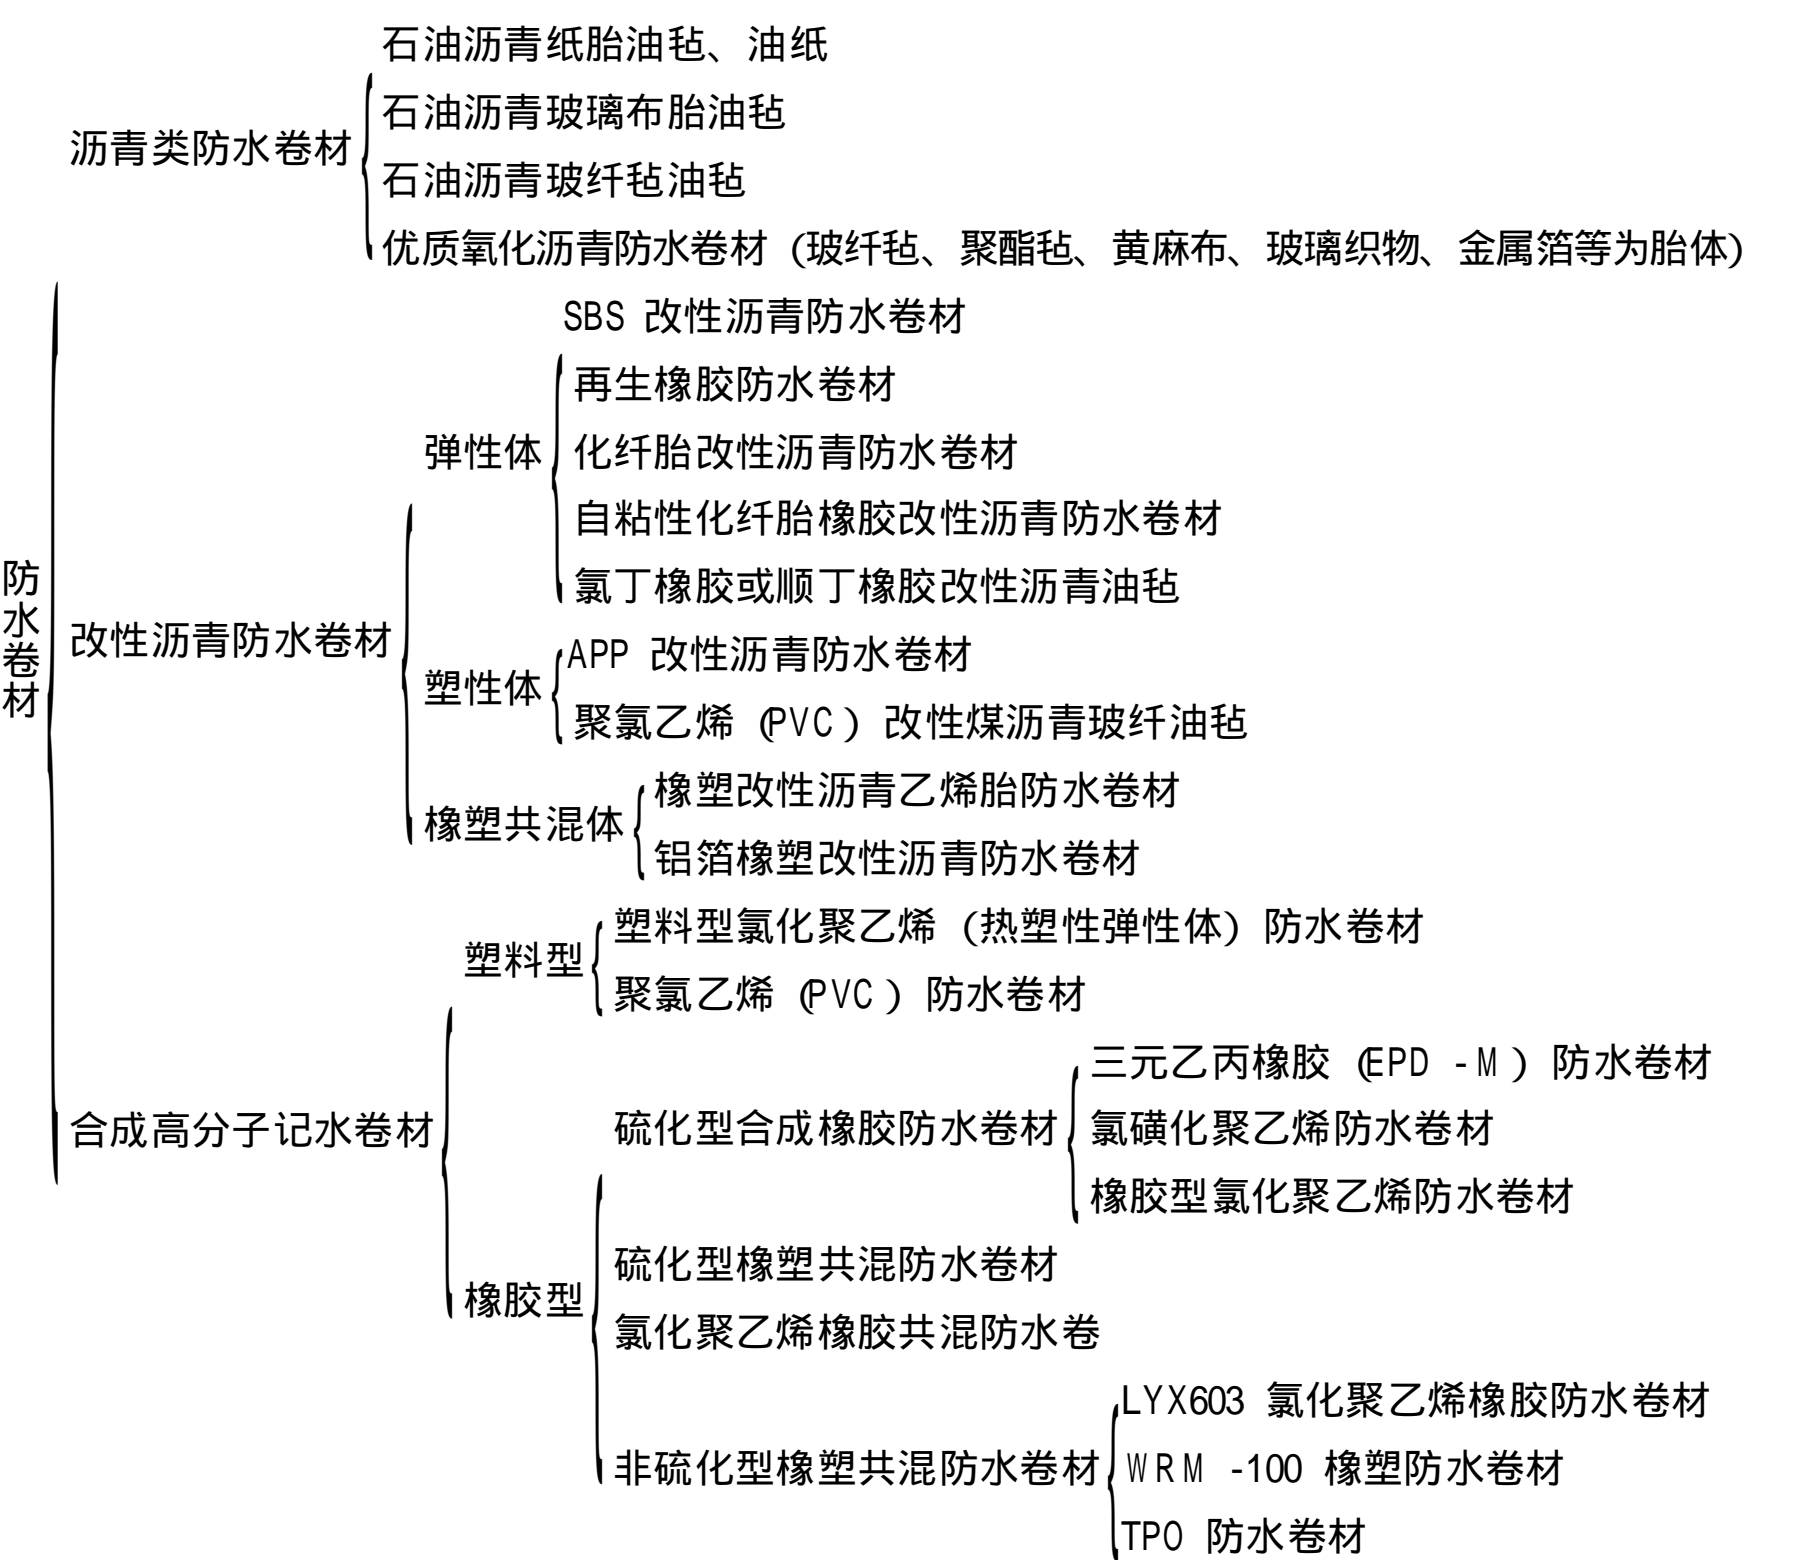 石油沥青纸胎油毡、油纸
石油沥青玻璃布胎油毡
沥青类防水卷材
石油沥青玻纤毡油毡
优质氧化沥青防水卷材（玻纤毡、聚酯毡、黄麻布、玻璃织物、金属箔等为胎体）
SBS 改性沥青防水卷材
再生橡胶防水卷材
弹性体
化纤胎改性沥青防水卷材
自粘性化纤胎橡胶改性沥青防水卷材
氯丁橡胶或顺丁橡胶改性沥青油毡
防水卷材
改性沥青防水卷材
APP 改性沥青防水卷材
塑性体
聚氯乙烯（PVC）改性煤沥青玻纤油毡
橡塑改性沥青乙烯胎防水卷材
橡塑共混体
铝箔橡塑改性沥青防水卷材
塑料型氯化聚乙烯（热塑性弹性体）防水卷材
塑料型
聚氯乙烯（PVC）防水卷材
三元乙丙橡胶（EPD -M）防水卷材
合成高分子记水卷材
硫化型合成橡胶防水卷材
氯磺化聚乙烯防水卷材
橡胶型氯化聚乙烯防水卷材
硫化型橡塑共混防水卷材
橡胶型
氯化聚乙烯橡胶共混防水卷
LYX603 氯化聚乙烯橡胶防水卷材
非硫化型橡塑共混防水卷材
WRM -100 橡塑防水卷材
TPO 防水卷材